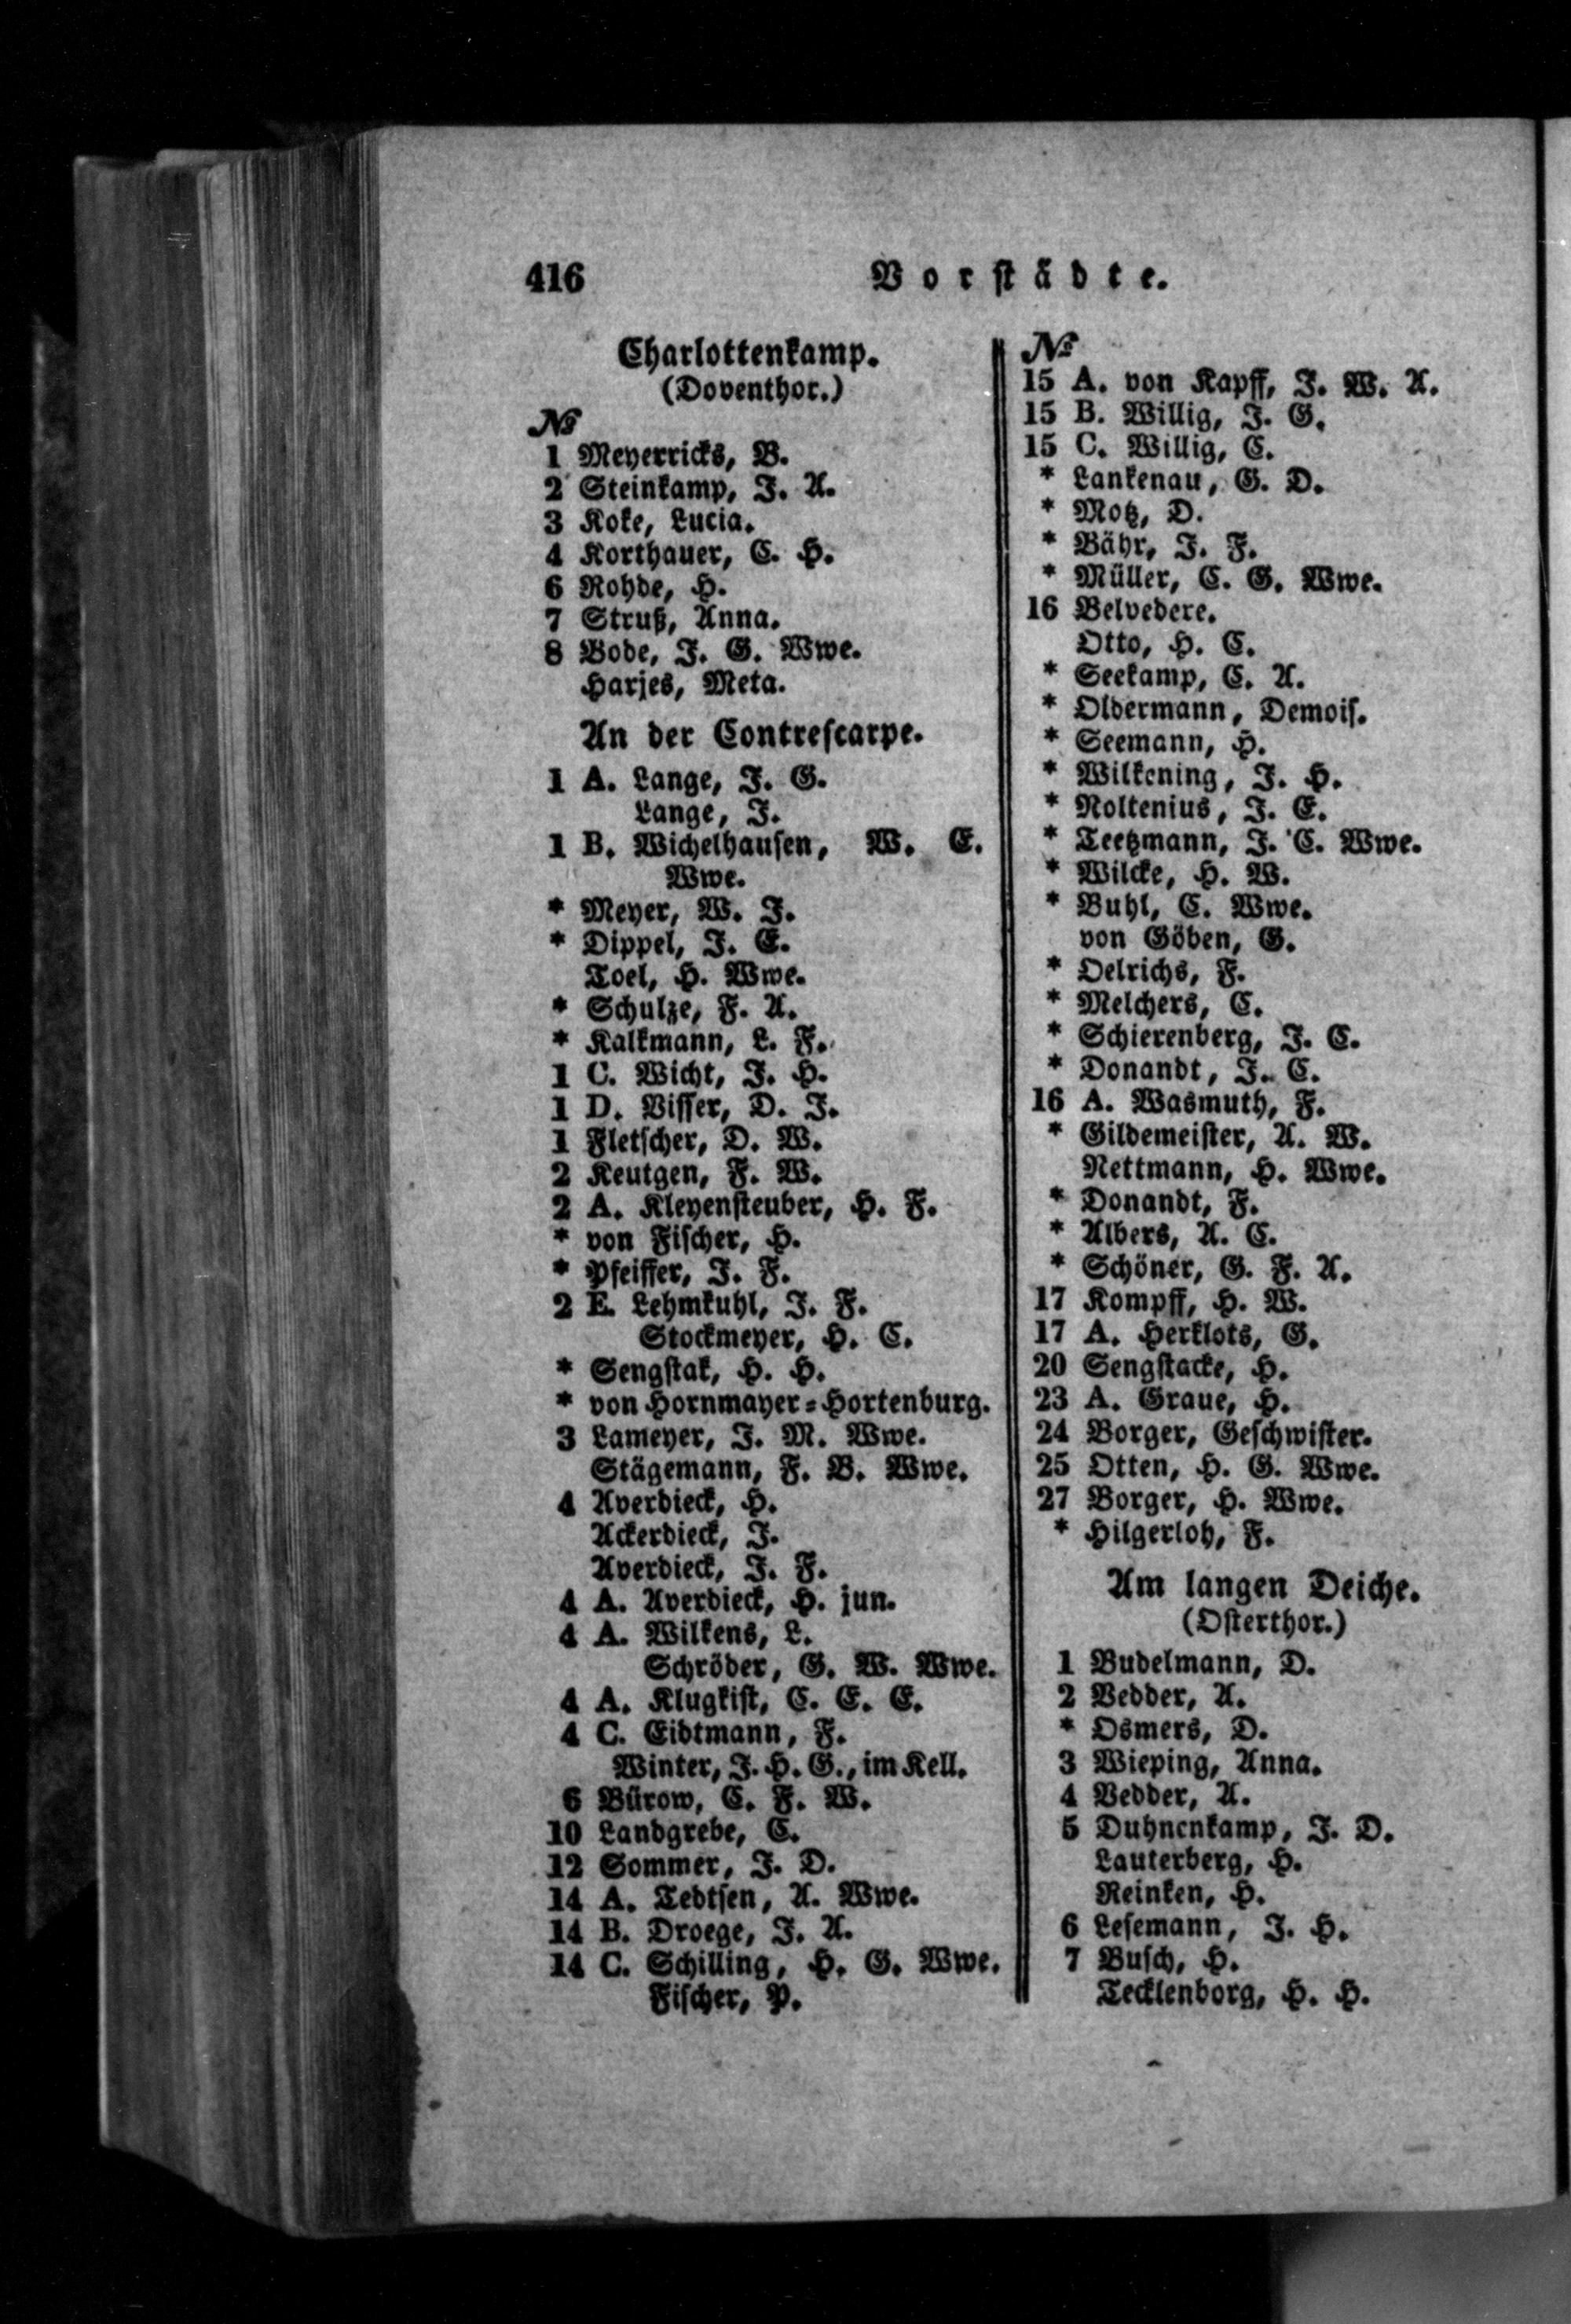 416
Vorstädte.
Charlottenkamp.
(Doventhor.)
№
1 Meyerricks, B.
2 Steinkamp, J. A.
3 Koke, Lucia.
4 Korthauer, C. H.
6 Rohde, H.
7 Struß, Anna.
8 Bode, J. G. Wwe.
Harjes, Meta.
An der Contrescarpe.
1 A. Lange, J. G.
Lange, J.
1 B. Wichelhausen, W. E.
Wwe.
* Meyer, W. J.
* Dippel, J. E.
Toel, H. Wwe.
* Schulze, F. A.
* Kalkmann, L. F.
1 C. Wicht, J. H.
1 D. Visser, D. J.
1 Fletscher, D. W.
2 Keutgen, F. W.
2 A. Kleyensteuber, H. F.
* von Fischer, H.
* Pfeiffer, J. F.
2 E. Lehmkuhl, J. F.
Stockmeyer, H. C.
* Sengstak, H. H.
* von Hornmayer-Hortenburg.
3 Lameyer, J. M. Wwe.
Stägemann, F. B. Wwe.
4 Averdieck, H.
Ackerdieck, J.
Averdieck, J. F.
4 A. Averdieck, H. jun.
4 A. Wilkens, L.
Schröder, G. W. Wwe.
4 A. Klugkist, C. E. E.
4 C. Eidtmann, F.
Winter, J. H. G., im Kell.
6 Bürow, C. F. W.
10 Landgrebe, C.
12 Sommer, J. D.
14 A. Tedtsen, A. Wwe.
14 B. Droege, J. A.
14 C. Schilling, H. G. Wwe.
Fischer, P.
№
15 A. von Kapff, J. W. A.
15 B. Willig, J. G.
15 C. Willig, C.
* Lankenau, G. D.
* Motz, D.
* Bähr, J. F.
* Müller, C. G. Wwe.
16 Belvedere.
Otto, H. C.
* Seekamp, C. A.
* Oldermann, Demois.
* Seemann, H.
* Wilkening, J. H.
* Noltenius, J. E.
* Teetzmann, J. C. Wwe.
* Wilcke, H. W.
* Buhl, C. Wwe.
von Göben, G.
* Oelrichs, F.
* Melchers, C.
* Schierenberg, J. C.
* Donandt, J. C.
16 A. Wasmuth, F.
* Gildemeister, A. W.
Nettmann, H. Wwe.
* Donandt, F.
* Albers, A. C.
* Schöner, G. F. A.
17 Kompff, H. W.
17 A. Herklots, G.
20 Sengstacke, H.
23 A. Graue, H.
24 Borger, Geschwister.
25 Otten, H. G. Wwe.
27 Borger, H. Wwe.
* Hilgerloh, F.
Am langen Deiche.
(Osterthor.)
1 Budelmann, D.
2 Vedder, A.
* Osmers, D.
3 Wieping, Anna.
4 Vedder, A.
5 Duhnenkamp, J. D.
Lauterberg, H.
Reinken, H.
6 Lesemann, J. H.
7 Busch, H.
Tecklenborg, H. H.